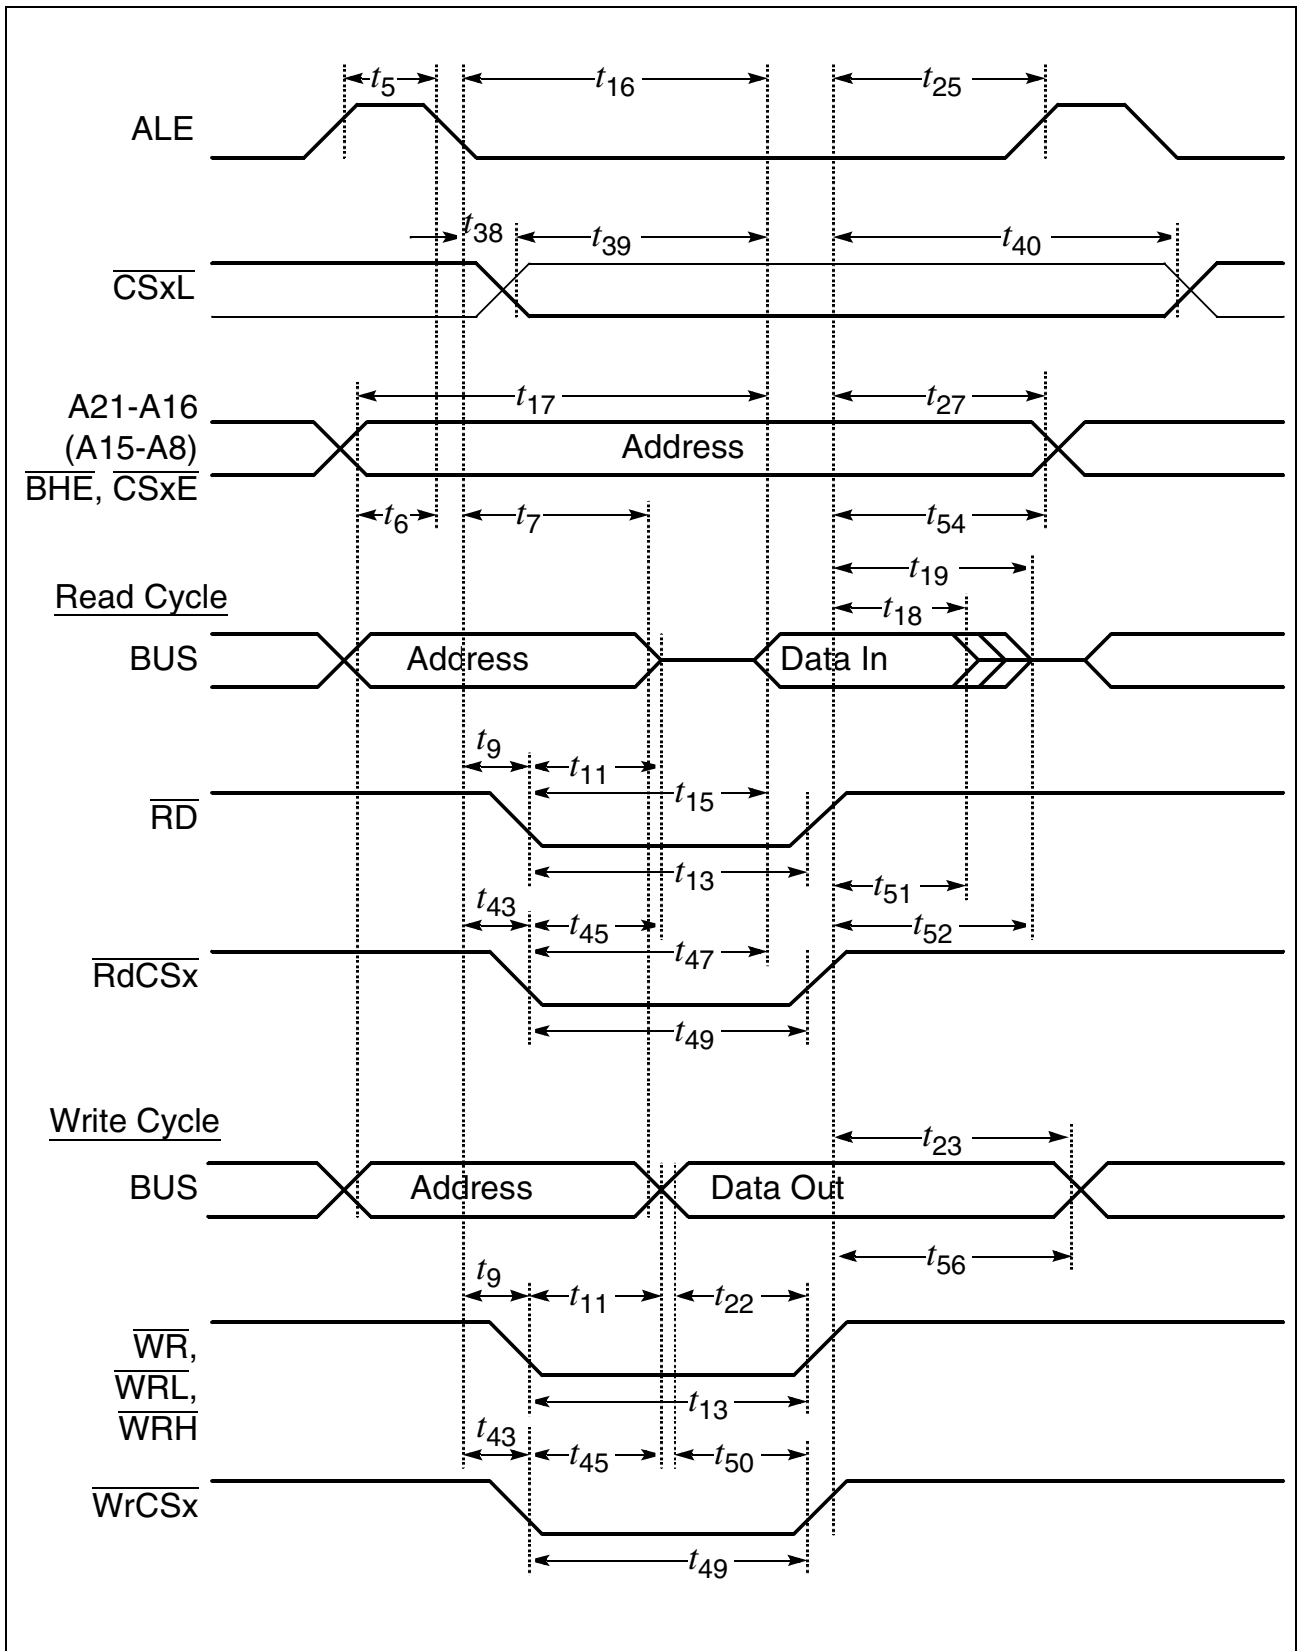 t5 t16 t25
ALE
t38 t39 t40
CSxL
t17 t27
A21-A16
(A15-A8)
BHE, CSxE
Address
t6 t7 t54
t19
Read Cycle
t18
BUS Address Data In
t9 t11
t15
RD
t13
t51
t43 t45 t52
t47
RdCSx
t49
Write Cycle
t23
BUS Address Data Out
t56
t9 t11 t22
WR,
WRL,
t13
WRH
t43 t45 t50
WrCSx
t49